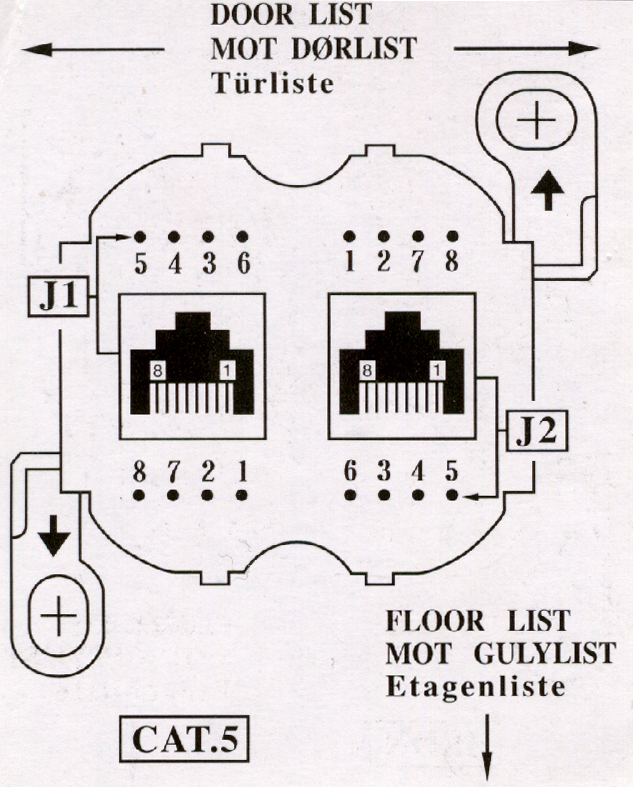 DOOR LIST
MOT DØRLIST
Türliste
5 4 3 6
1 2 7 8
J1
8 1
8 1
J2
8 7 2 1
6 3 4 5
FLOOR LIST
MOT GULYLIST
Etagenliste
CAT.5